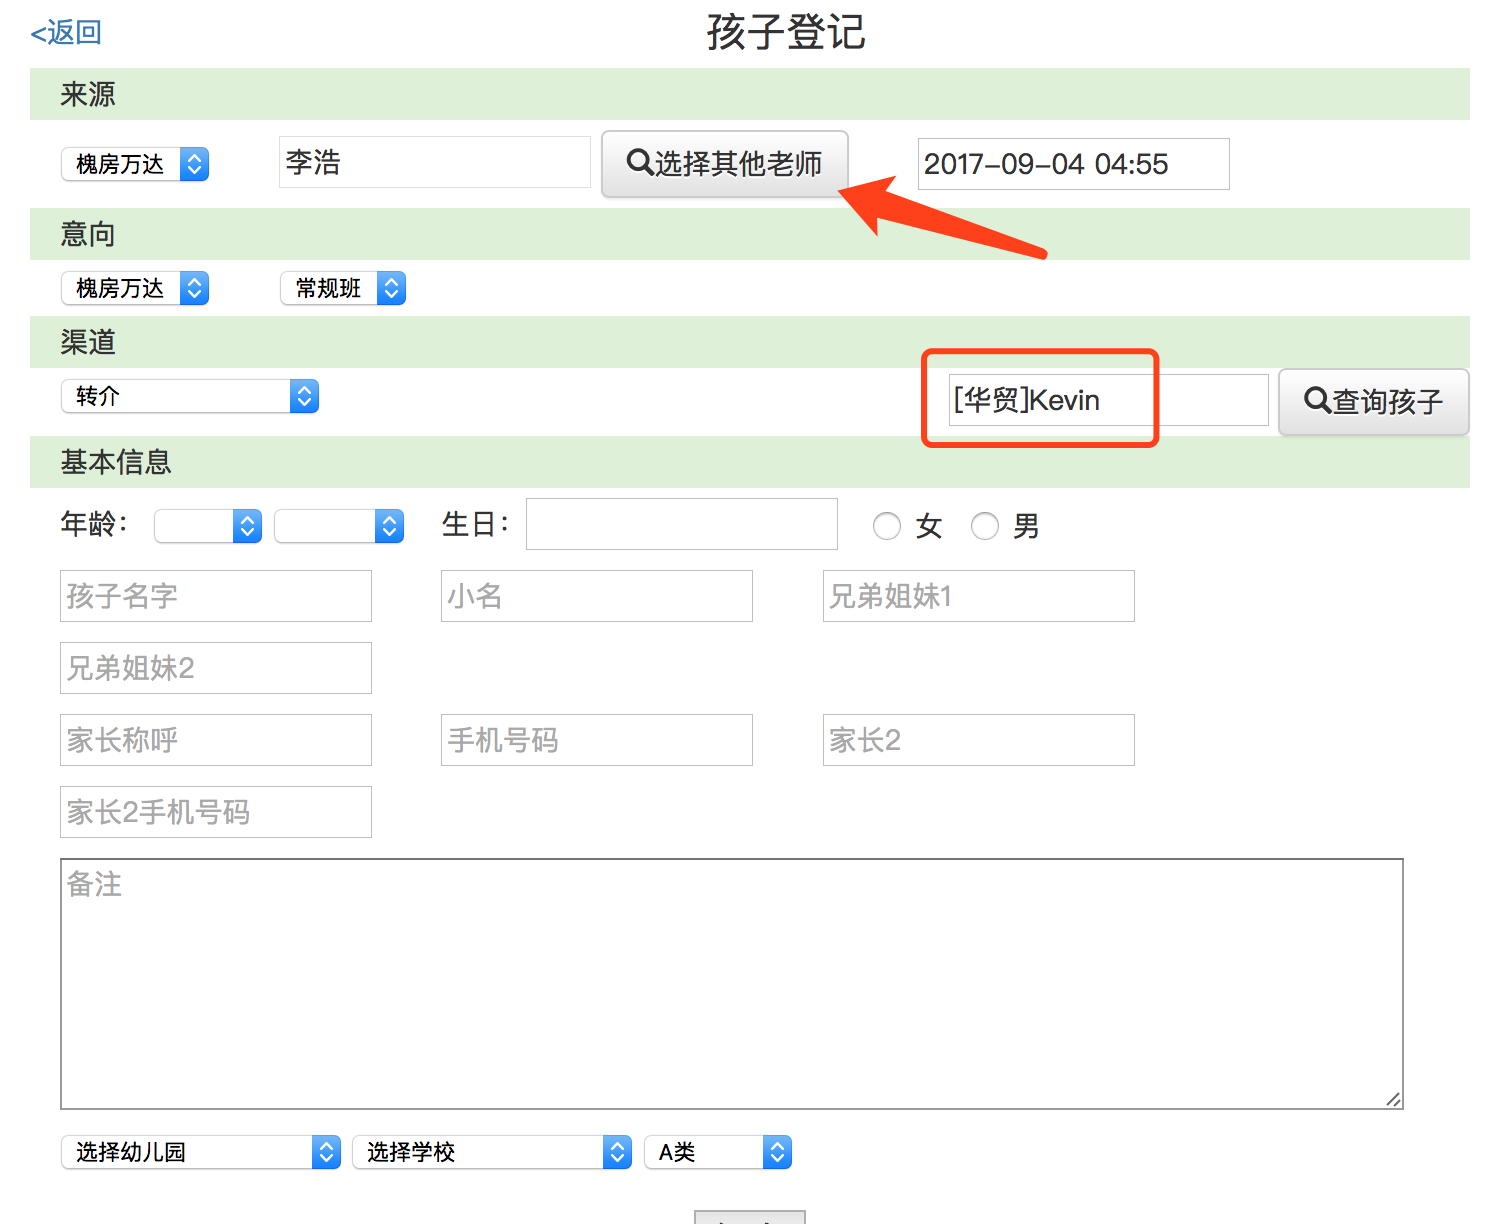 <返回
孩子登记
来源
槐房万达 李浩 选择其他老师 2017-09-04 04:55
意向
槐房万达 常规班
渠道
转介 [华贸]Kevin 查询孩子
基本信息
年龄： 生日： 女 男
孩子名字 小名 兄弟姐妹1
兄弟姐妹2
家长称呼 手机号码 家长2
家长2手机号码
备注
选择幼儿园 选择学校 A类